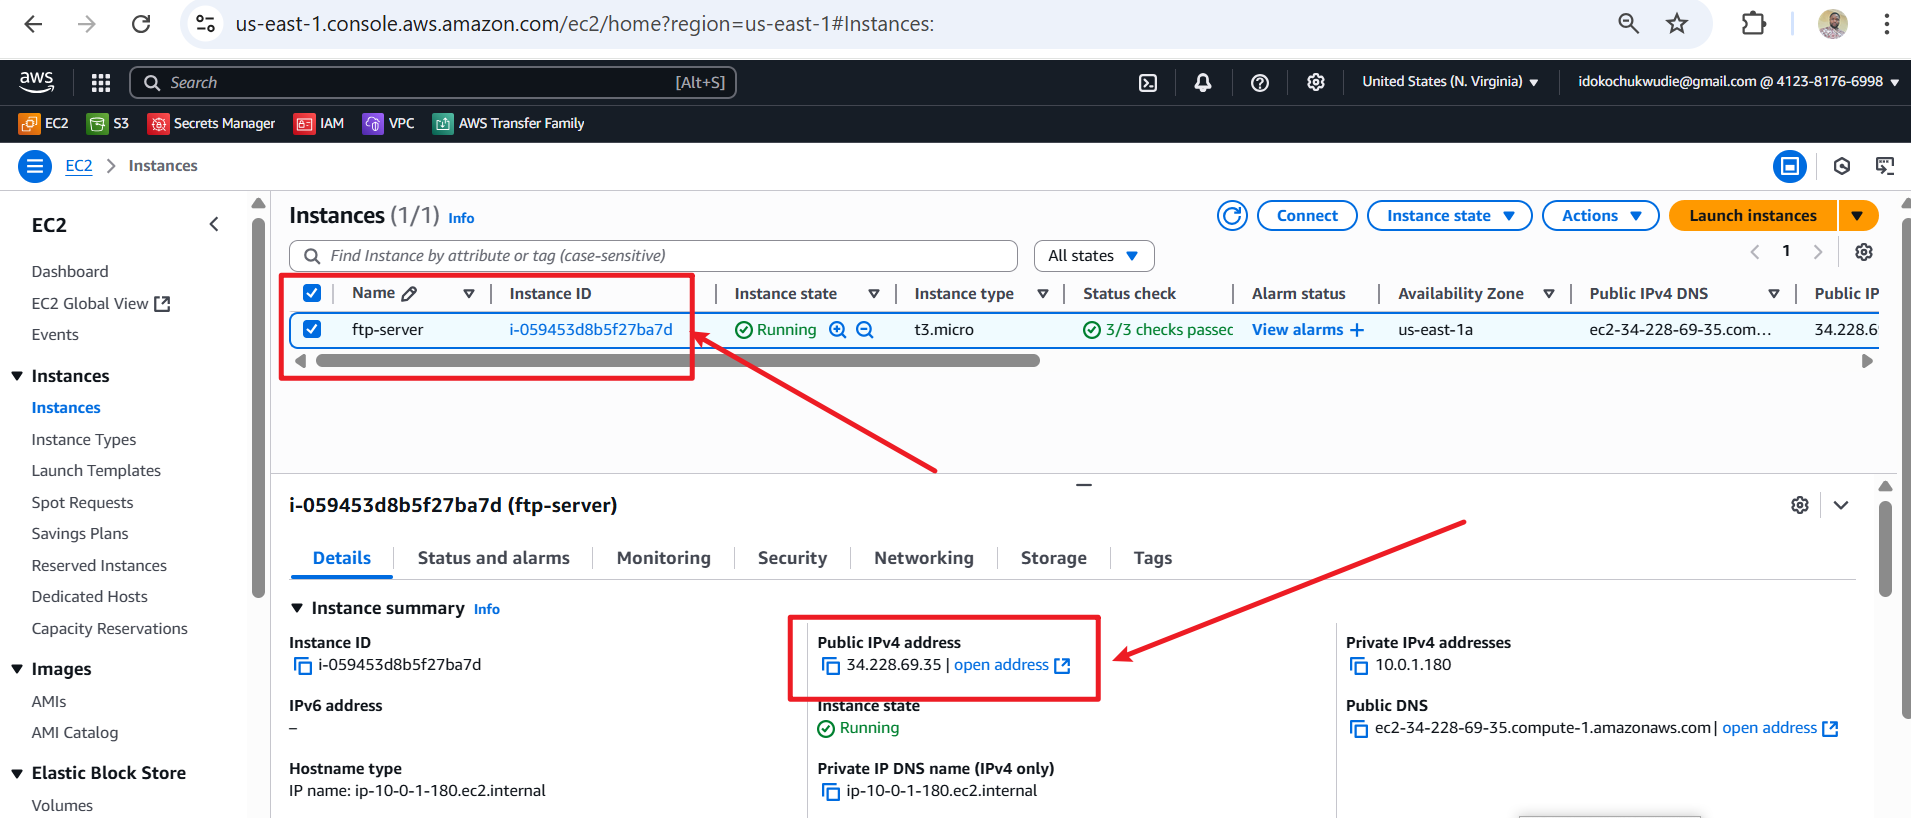 us-east-1.console.aws.amazon.com/ec2/home?region=us-east-1#Instances:
aws
Search
[Alt+S]
United States (N. Virginia)
idokochukwudie@gmail.com @ 4123-8176-6998
EC2
S3
Secrets Manager
IAM
VPC
AWS Transfer Family
EC2
Instances
EC2
Dashboard
EC2 Global View
Events
Instances
Instances
Instance Types
Launch Templates
Spot Requests
Savings Plans
Reserved Instances
Dedicated Hosts
Capacity Reservations
Images
AMIs
AMI Catalog
Elastic Block Store
Volumes
Instances (1/1) Info
Connect
Instance state
Actions
Launch instances
Find Instance by attribute or tag (case-sensitive)
All states
1
Name
Instance ID
Instance state
Instance type
Status check
Alarm status
Availability Zone
Public IPv4 DNS
Public IP
ftp-server
i-059453d8b5f27ba7d
Running
t3.micro
3/3 checks passec
View alarms +
us-east-1a
ec2-34-228-69-35.com...
34.228.6
i-059453d8b5f27ba7d (ftp-server)
Details
Status and alarms
Monitoring
Security
Networking
Storage
Tags
Instance summary Info
Instance ID
i-059453d8b5f27ba7d
Public IPv4 address
34.228.69.35 | open address
Private IPv4 addresses
10.0.1.180
IPv6 address
–
Instance state
Running
Public DNS
ec2-34-228-69-35.compute-1.amazonaws.com | open address
Hostname type
IP name: ip-10-0-1-180.ec2.internal
Private IP DNS name (IPv4 only)
ip-10-0-1-180.ec2.internal